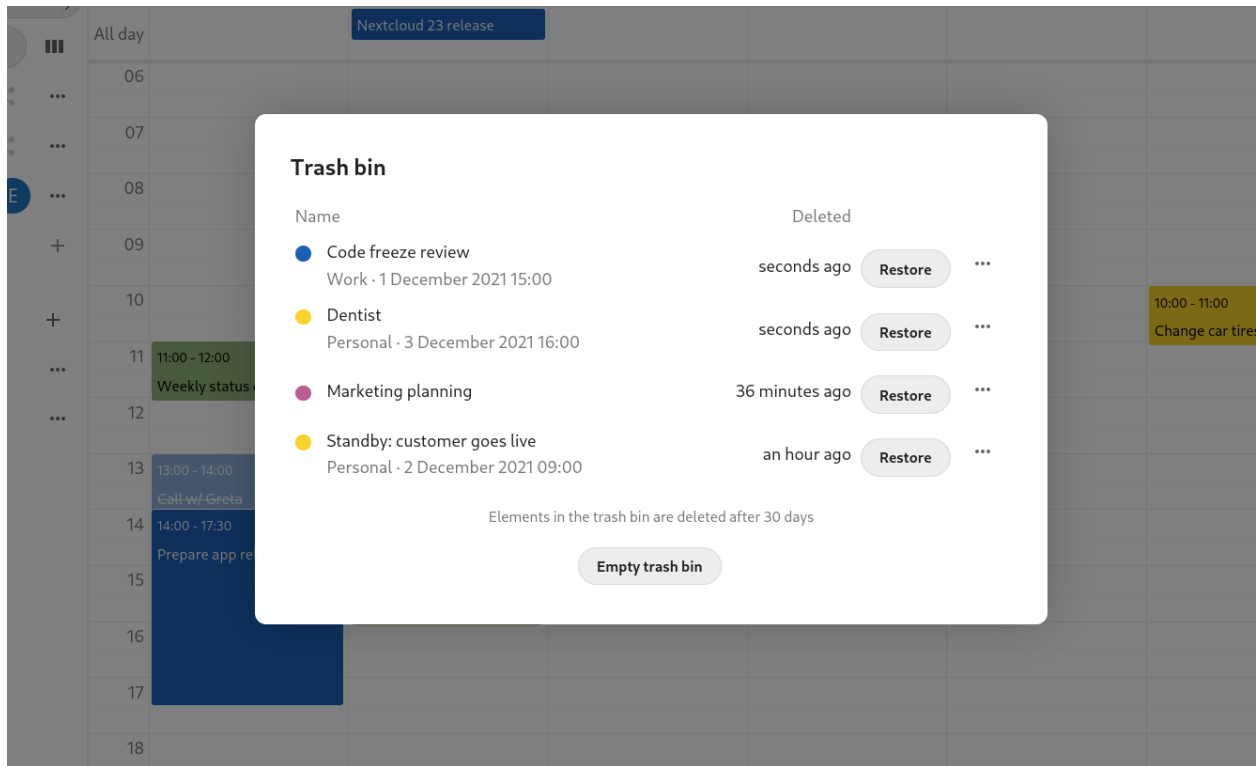 All day
Nextcloud 23 release
06
07
08
E
09
10
10:00 - 11:00
Change car tires
11
11:00 - 12:00
Weekly status
12
13
13:00 - 14:00
Call w/ Greta
14
14:00 - 17:30
Prepare app
15
16
17
18
Trash bin
Name Deleted
Code freeze review
Work · 1 December 2021 15:00
seconds ago Restore
Dentist
Personal · 3 December 2021 16:00
seconds ago Restore
Marketing planning
36 minutes ago Restore
Standby: customer goes live
Personal · 2 December 2021 09:00
an hour ago Restore
Elements in the trash bin are deleted after 30 days
Empty trash bin